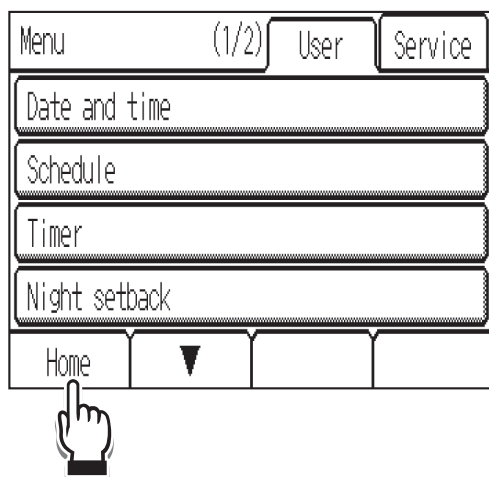 Menu (1/2) User Service
Date and time
Schedule
Timer
Night setback
Home ▼